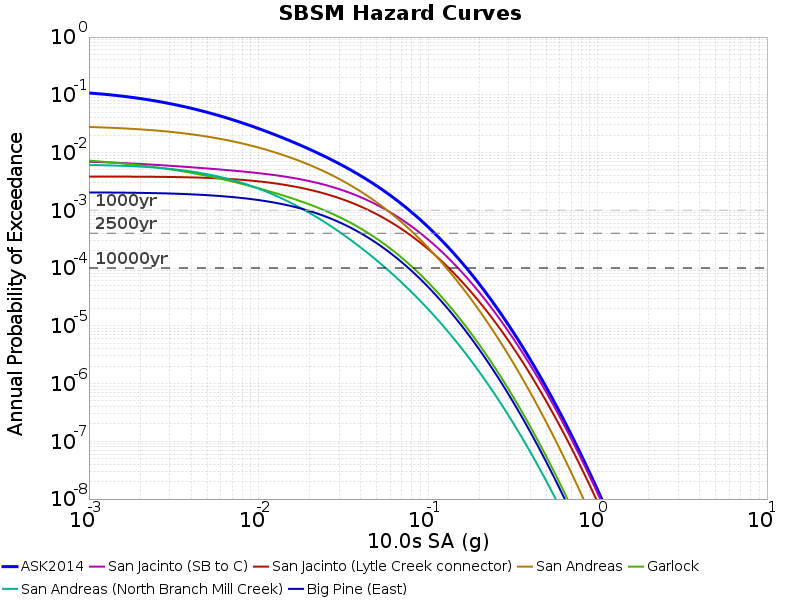 SBSM Hazard Curves
10^0
10^-1
10^-2
10^-3
10^-4
10^-5
10^-6
10^-7
10^-8
Annual Probability of Exceedance
1000yr
2500yr
10000yr
10^-3 10^-2 10^-1 10^0 10^1
10.0s SA (g)
ASK2014 San Jacinto (SB to C) San Jacinto (Lytle Creek connector) San Andreas Garlock
San Andreas (North Branch Mill Creek) Big Pine (East)